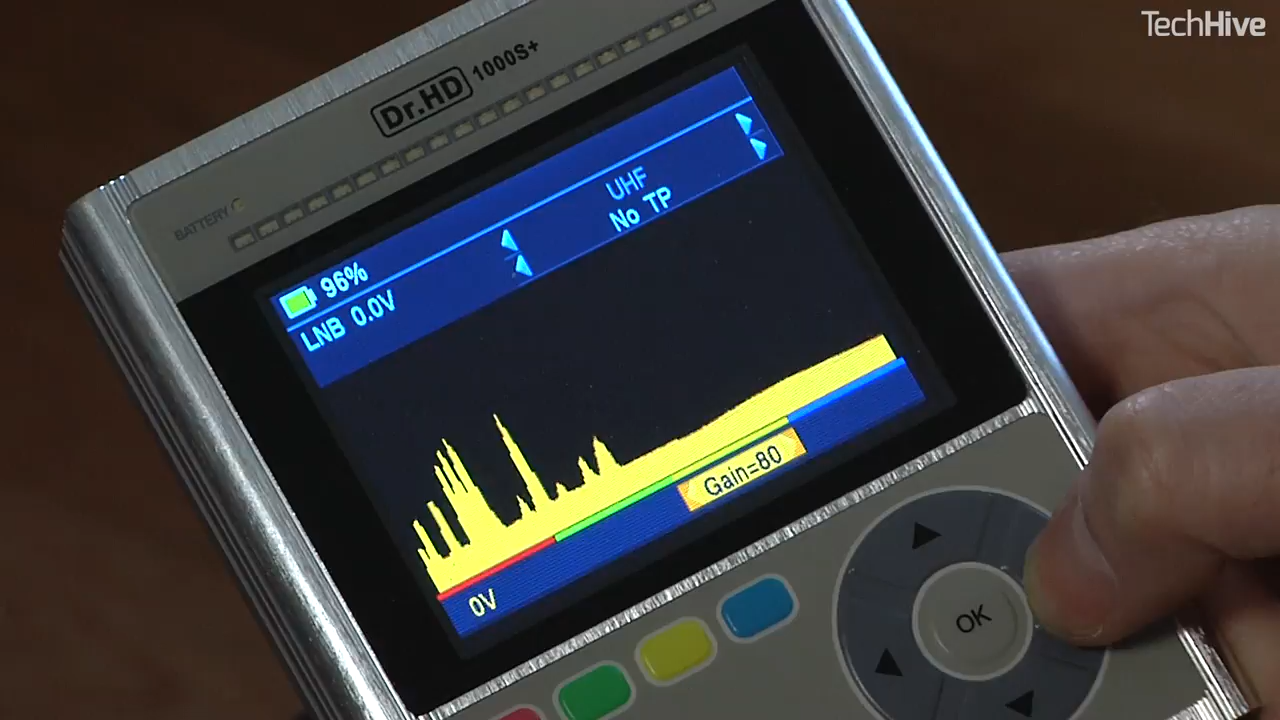 TechHive
Dr.HD 1000S+
BATTERY
96%
LNB 0.0V
UHF
No TP
Gain=80
0V
OK